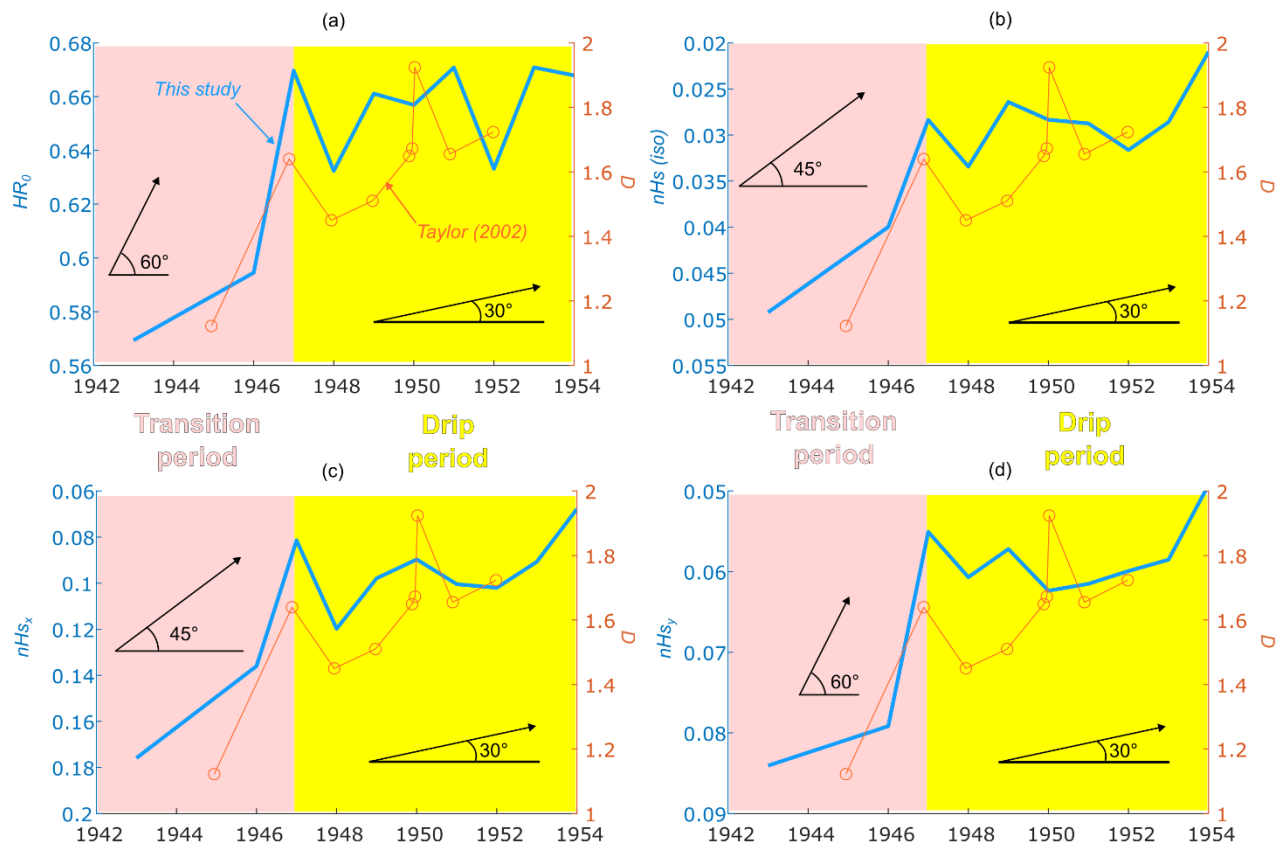 (a)
0.68
0.66
0.64
0.62
0.6
0.58
0.56
HR₀
This study
Taylor (2002)
60°
30°
2
1.8
1.6
1.4
1.2
1
D
1942 1944 1946 1948 1950 1952 1954
(b)
0.02
0.025
0.03
0.035
0.04
0.045
0.05
0.055
nHs (iso)
45°
30°
2
1.8
1.6
1.4
1.2
1
D
1942 1944 1946 1948 1950 1952 1954
Transition
period
Drip
period
Transition
period
Drip
period
(c)
0.06
0.08
0.1
0.12
0.14
0.16
0.18
0.2
nHsₓ
45°
30°
2
1.8
1.6
1.4
1.2
1
D
1942 1944 1946 1948 1950 1952 1954
(d)
0.05
0.06
0.07
0.08
0.09
nHs_y
60°
30°
2
1.8
1.6
1.4
1.2
1
D
1942 1944 1946 1948 1950 1952 1954